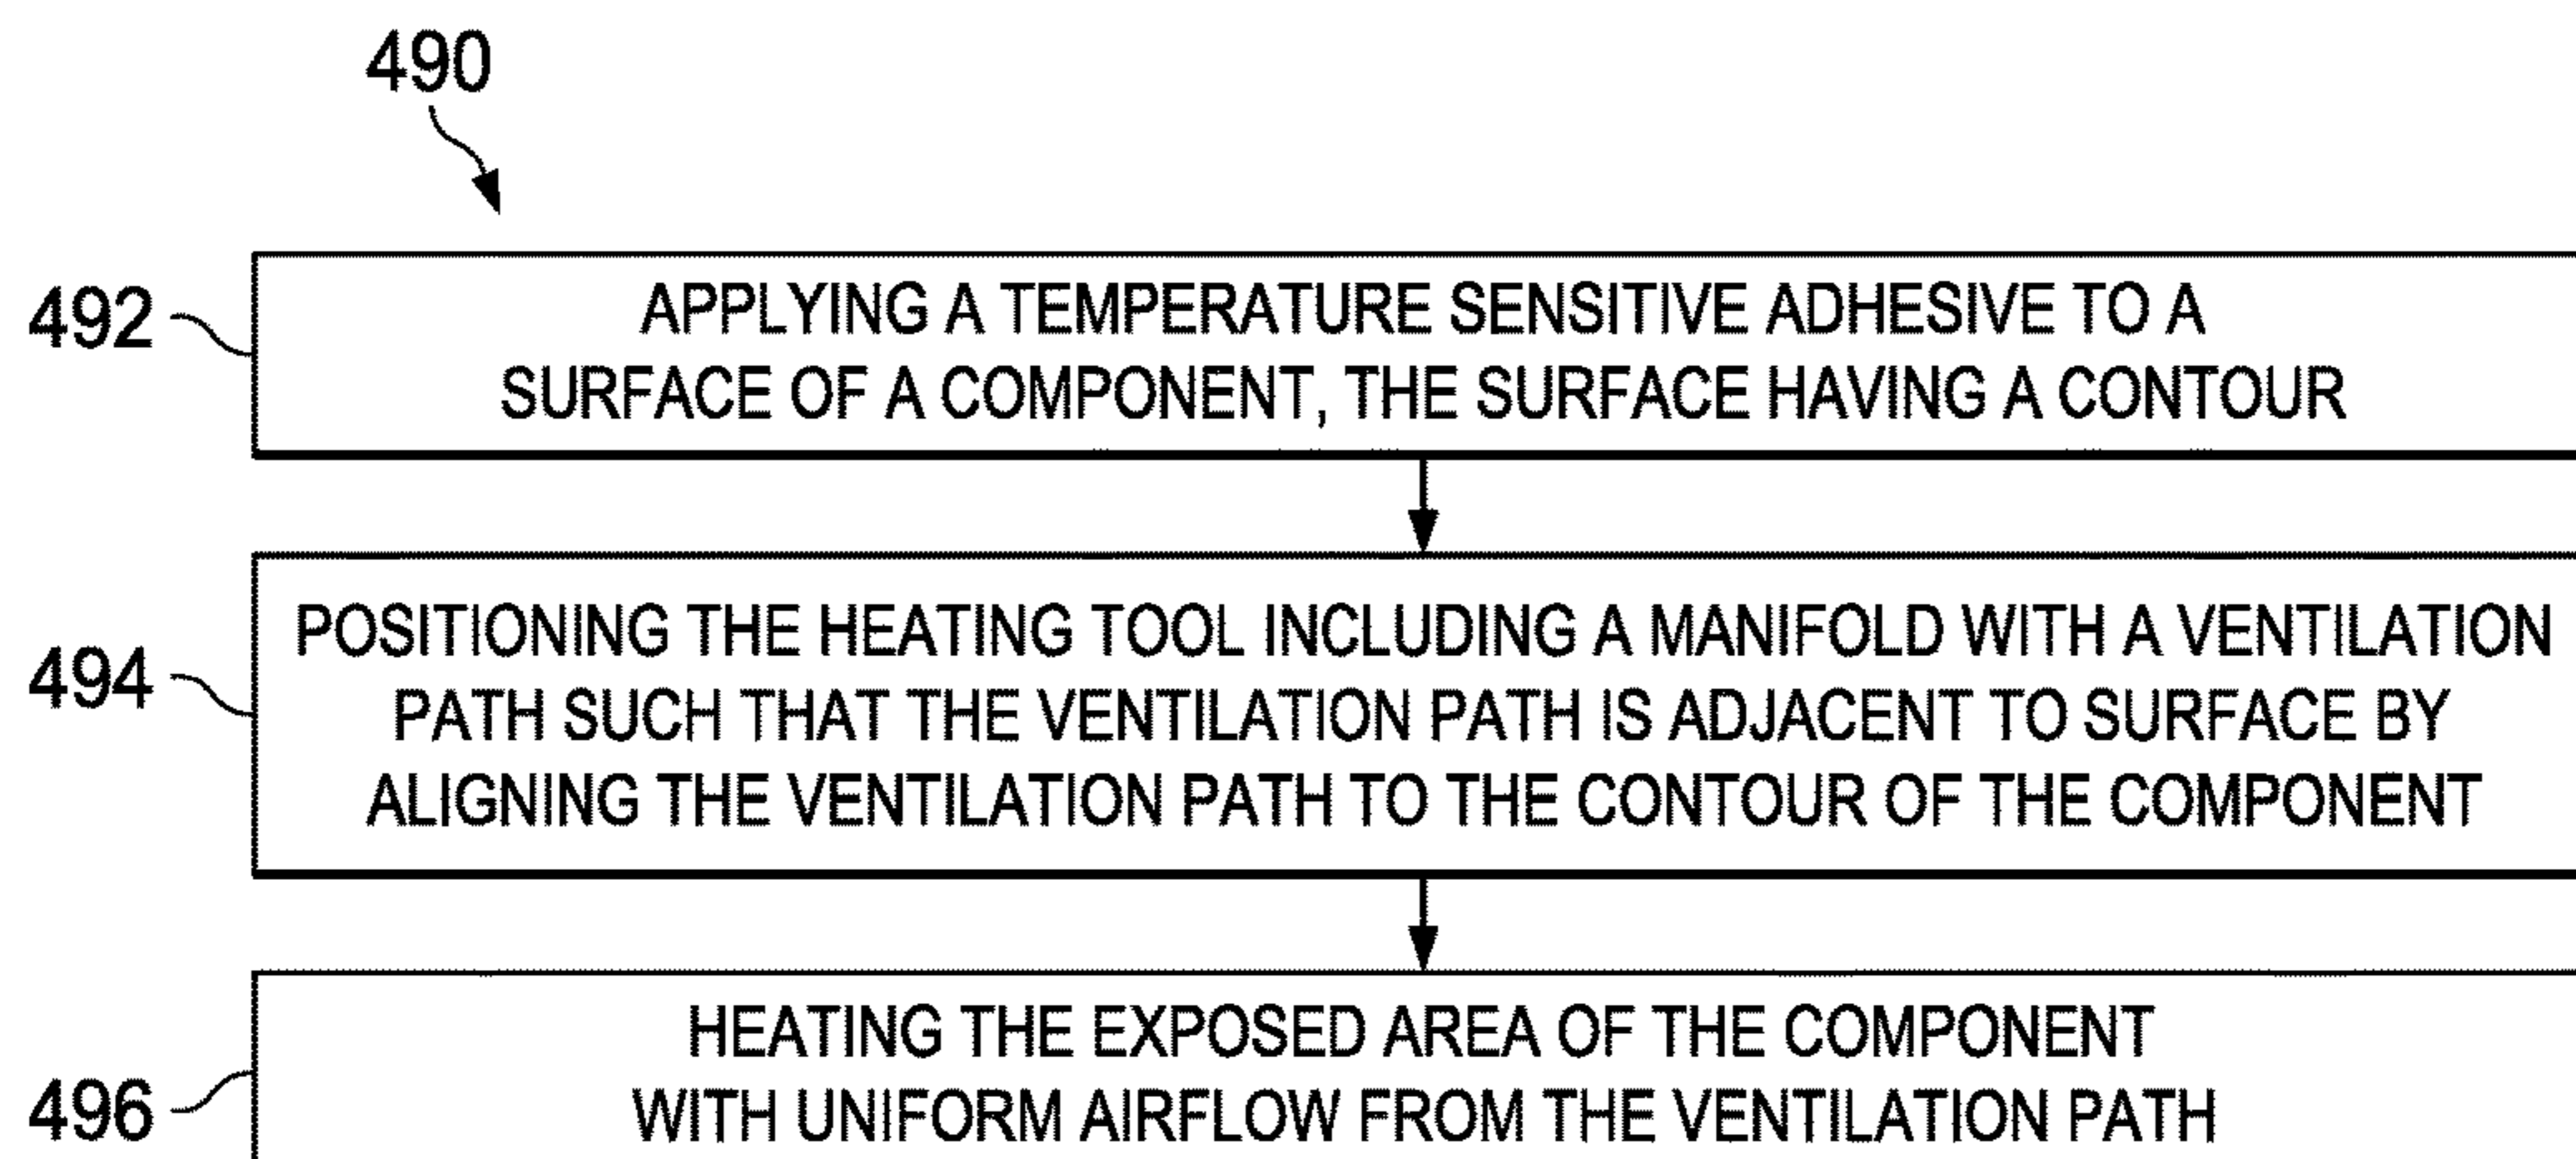 490
492
APPLYING A TEMPERATURE SENSITIVE ADHESIVE TO A
SURFACE OF A COMPONENT, THE SURFACE HAVING A CONTOUR
494
POSITIONING THE HEATING TOOL INCLUDING A MANIFOLD WITH A VENTILATION
PATH SUCH THAT THE VENTILATION PATH IS ADJACENT TO SURFACE BY
ALIGNING THE VENTILATION PATH TO THE CONTOUR OF THE COMPONENT
496
HEATING THE EXPOSED AREA OF THE COMPONENT
WITH UNIFORM AIRFLOW FROM THE VENTILATION PATH